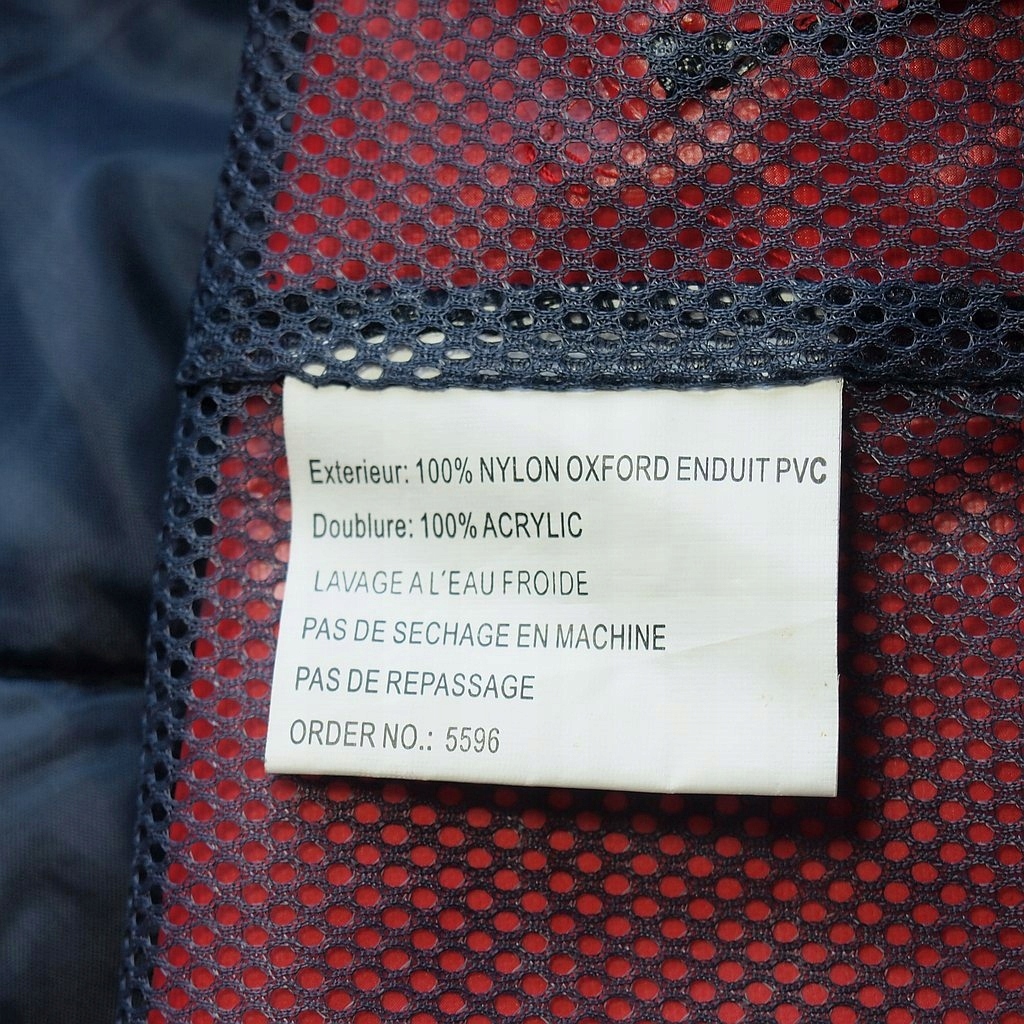 Exterieur: 100% NYLON OXFORD ENDUIT PVC
Doublure: 100% ACRYLIC
LAVAGE A L'EAU FROIDE
PAS DE SECHAGE EN MACHINE
PAS DE REPASSAGE
ORDER NO.: 5596